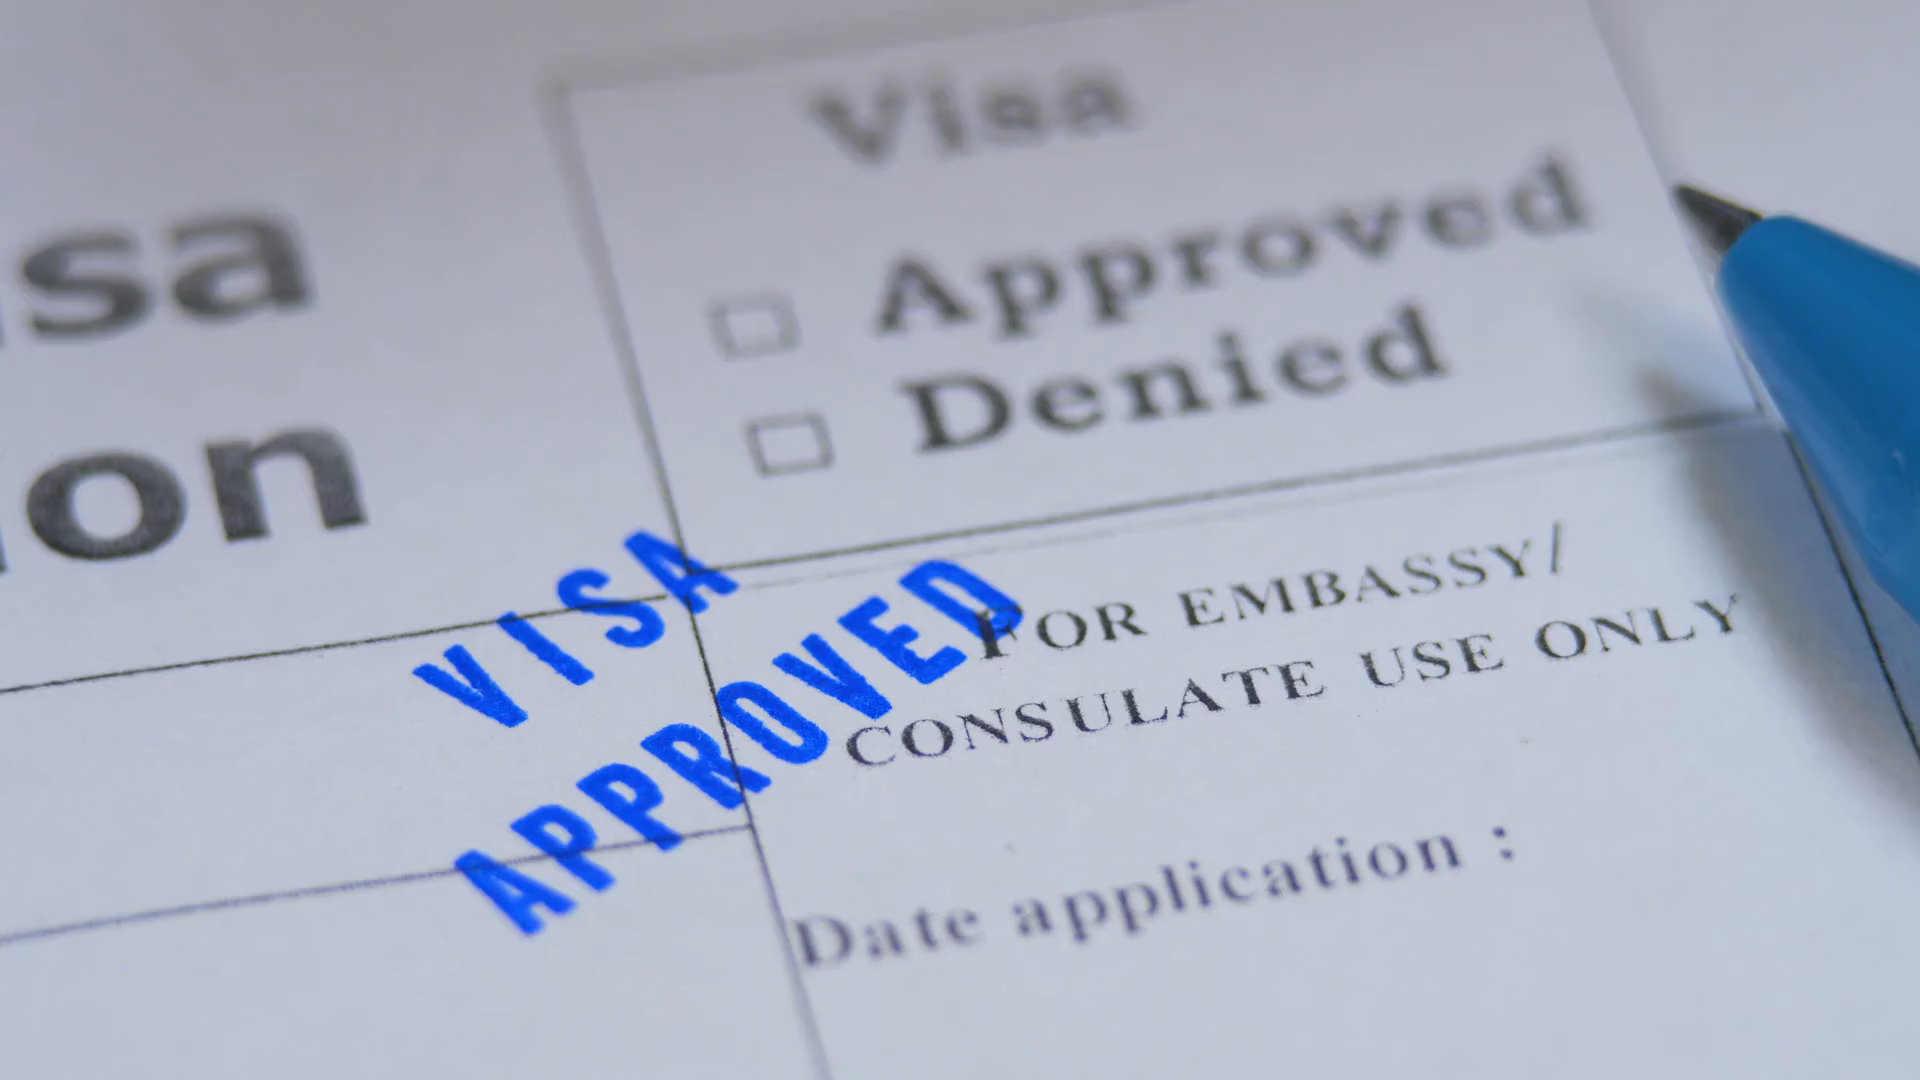 sa
on
Visa
Approved
Denied
VISA
APPROVED
FOR EMBASSY/
CONSULATE USE ONLY
Date application :